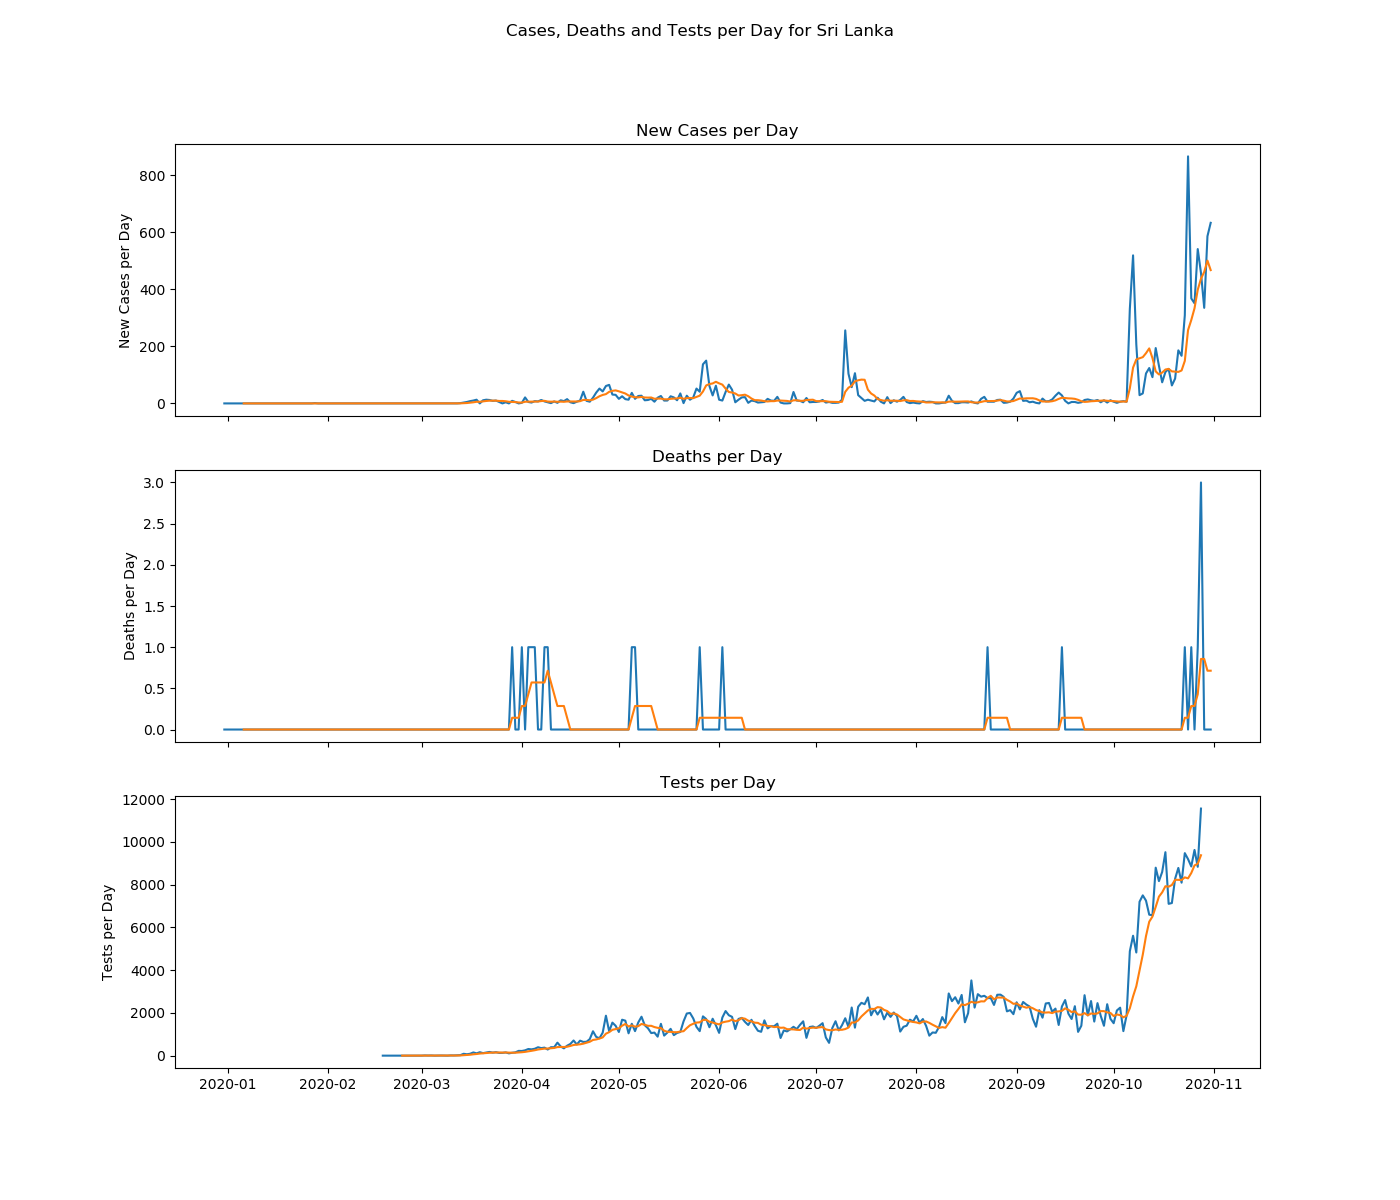 Cases, Deaths and Tests per Day for Sri Lanka
New Cases per Day
New Cases per Day
800
600
400
200
0
Deaths per Day
Deaths per Day
3.0
2.5
2.0
1.5
1.0
0.5
0.0
Tests per Day
Tests per Day
12000
10000
8000
6000
4000
2000
0
2020-01 2020-02 2020-03 2020-04 2020-05 2020-06 2020-07 2020-08 2020-09 2020-10 2020-11